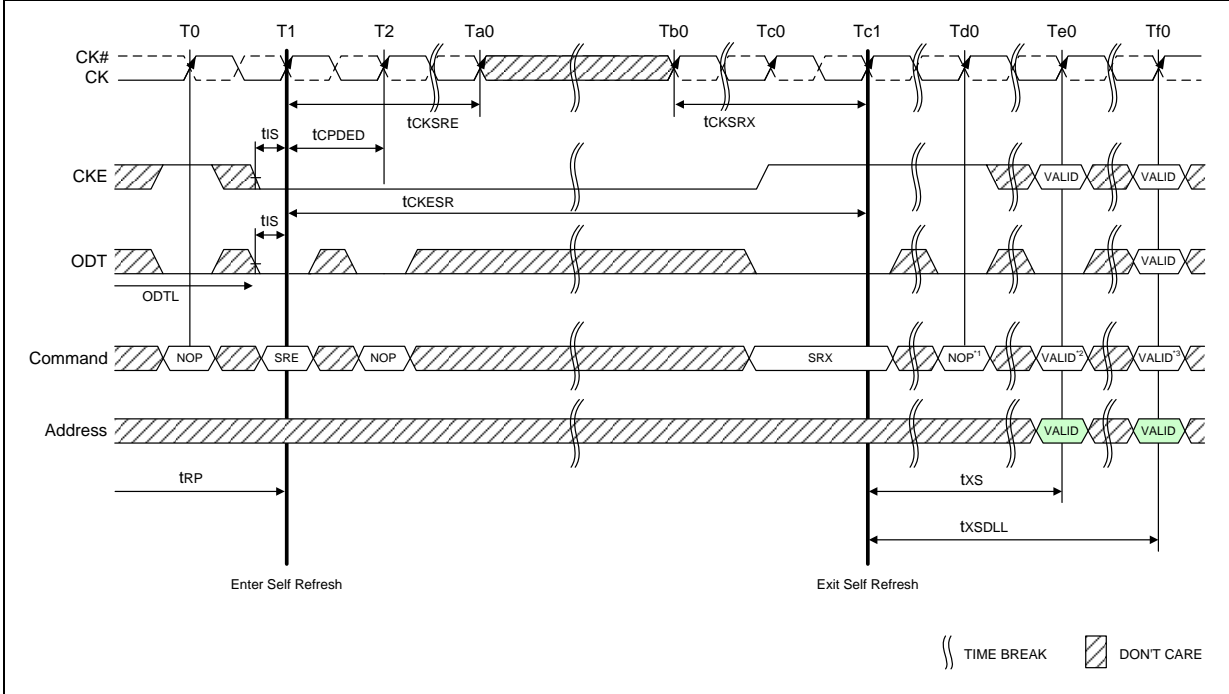 T0 T1 T2 Ta0 Tb0 Tc0 Tc1 Td0 Te0 Tf0
CK#
CK
tCKSRE tCKSRX
tIS tCPDED
CKE VALID VALID
tCKESR
tIS
ODT VALID
ODTL
Command NOP SRE NOP SRX NOP*1 VALID*2 VALID*3
Address VALID VALID
tRP tXS
tXSDLL
Enter Self Refresh Exit Self Refresh
TIME BREAK DON'T CARE